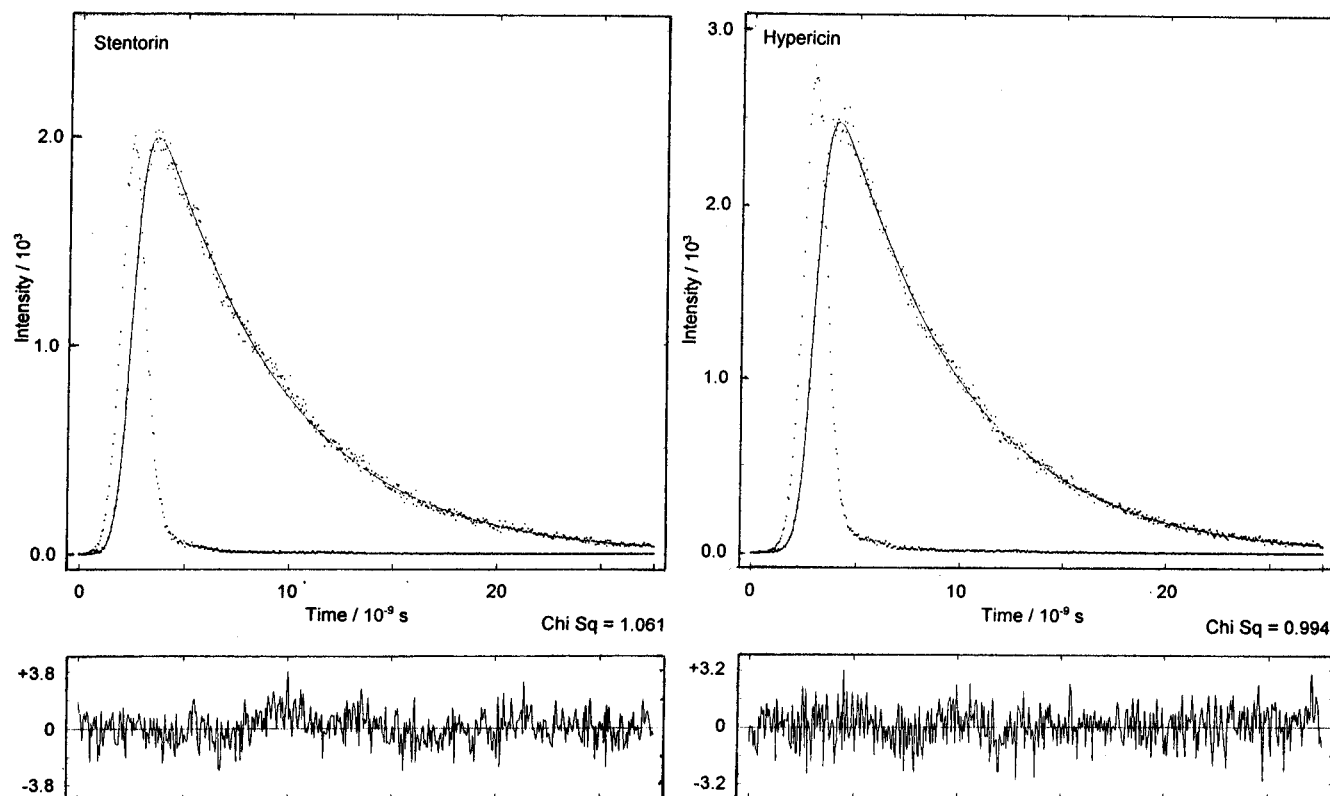 Stentorin
2.0
1.0
0.0
Intensity / 10³
0
10
20
Time / 10⁻⁹ s
Chi Sq = 1.061
+3.8
0
-3.8
Hypericin
3.0
2.0
1.0
0.0
Intensity / 10³
0
10
20
Time / 10⁻⁹ s
Chi Sq = 0.994
+3.2
0
-3.2